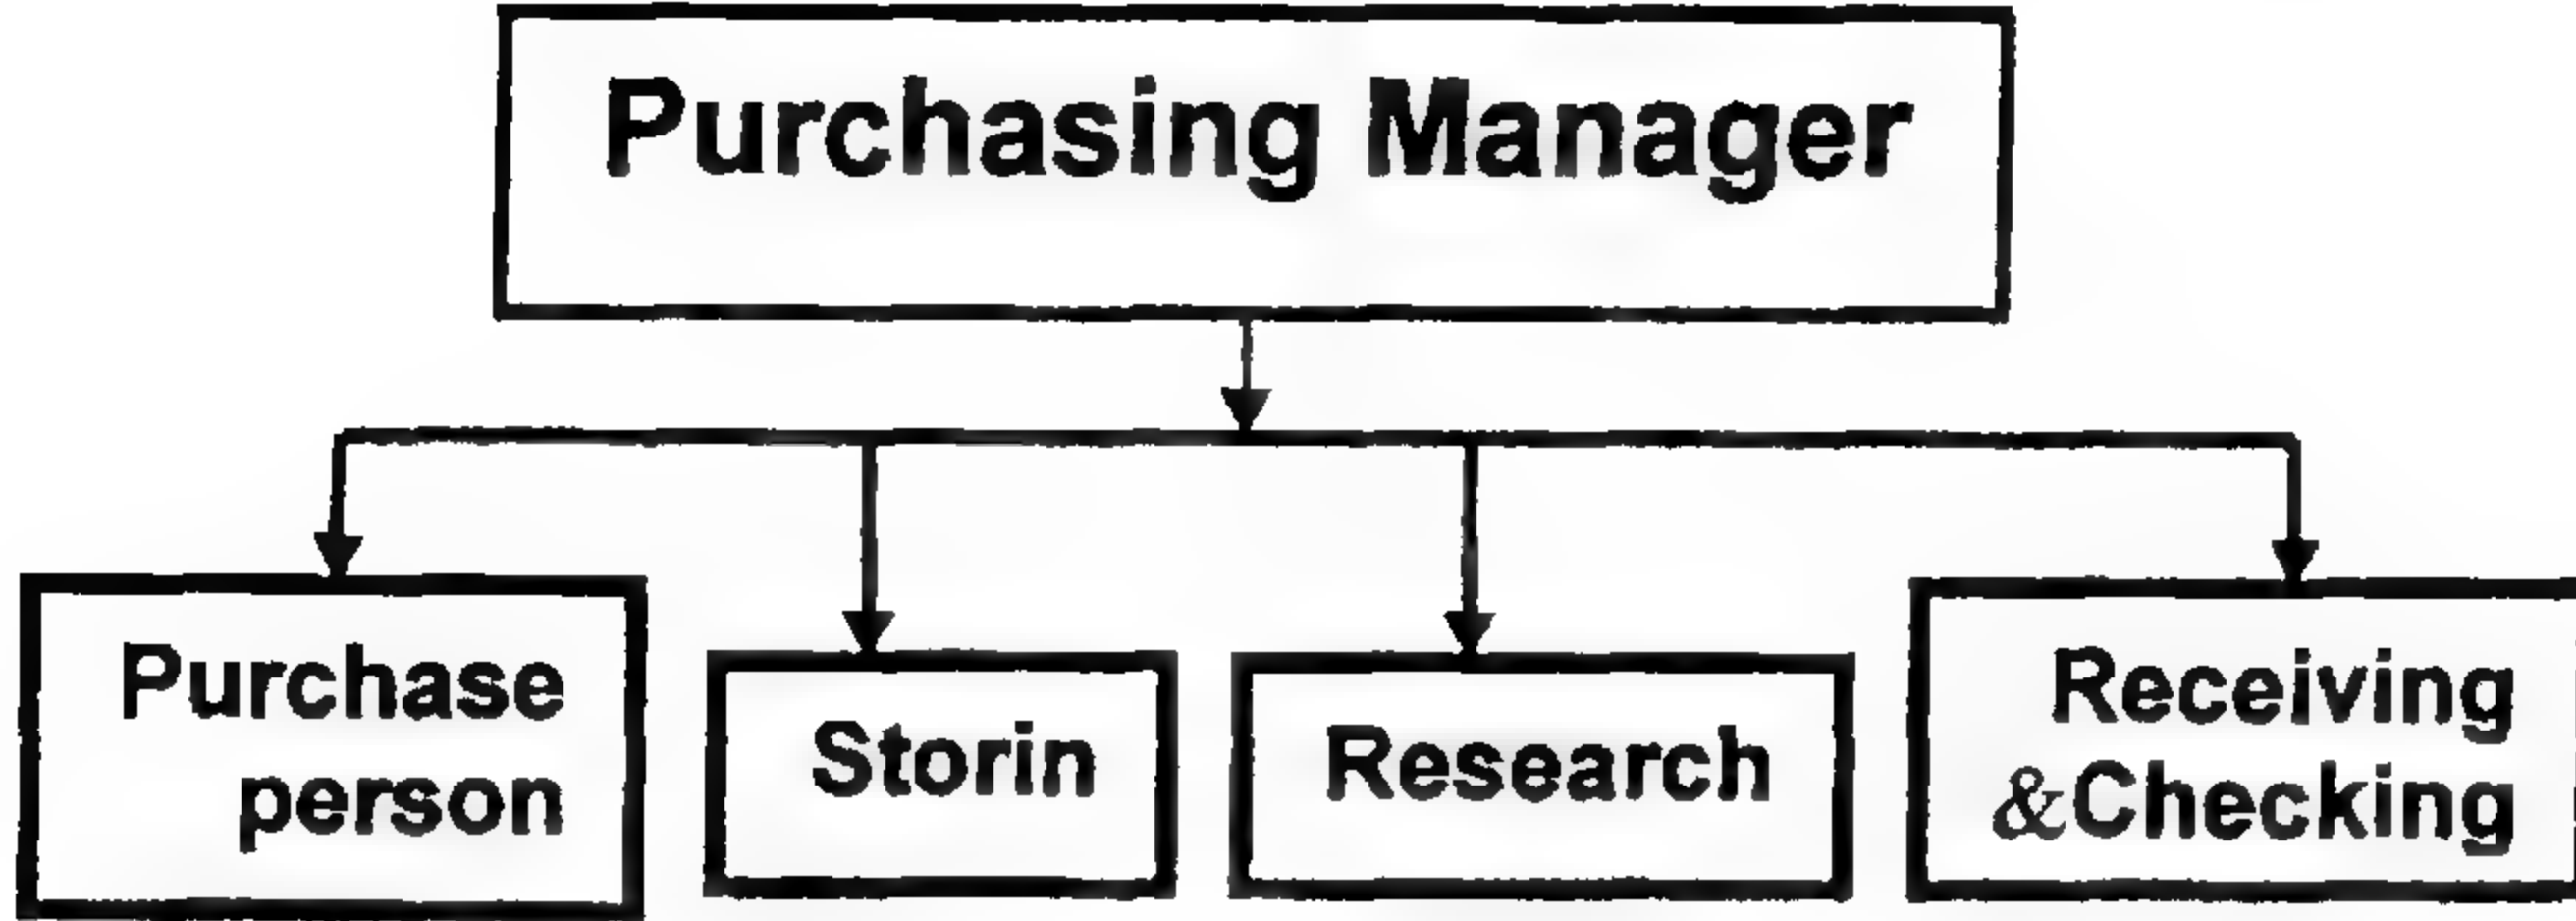 Purchasing Manager
Purchase
person
Storin
Research
Receiving
&Checking